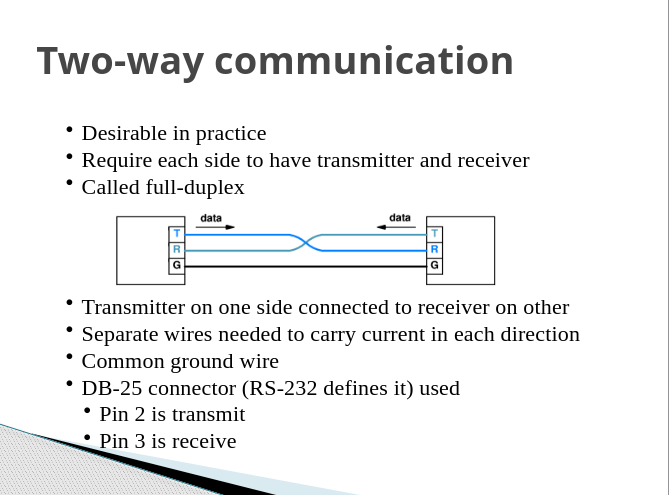 Two-way communication
• Desirable in practice
• Require each side to have transmitter and receiver
• Called full-duplex
data data
T T
R R
G G
• Transmitter on one side connected to receiver on other
• Separate wires needed to carry current in each direction
• Common ground wire
• DB-25 connector (RS-232 defines it) used
• Pin 2 is transmit
• Pin 3 is receive